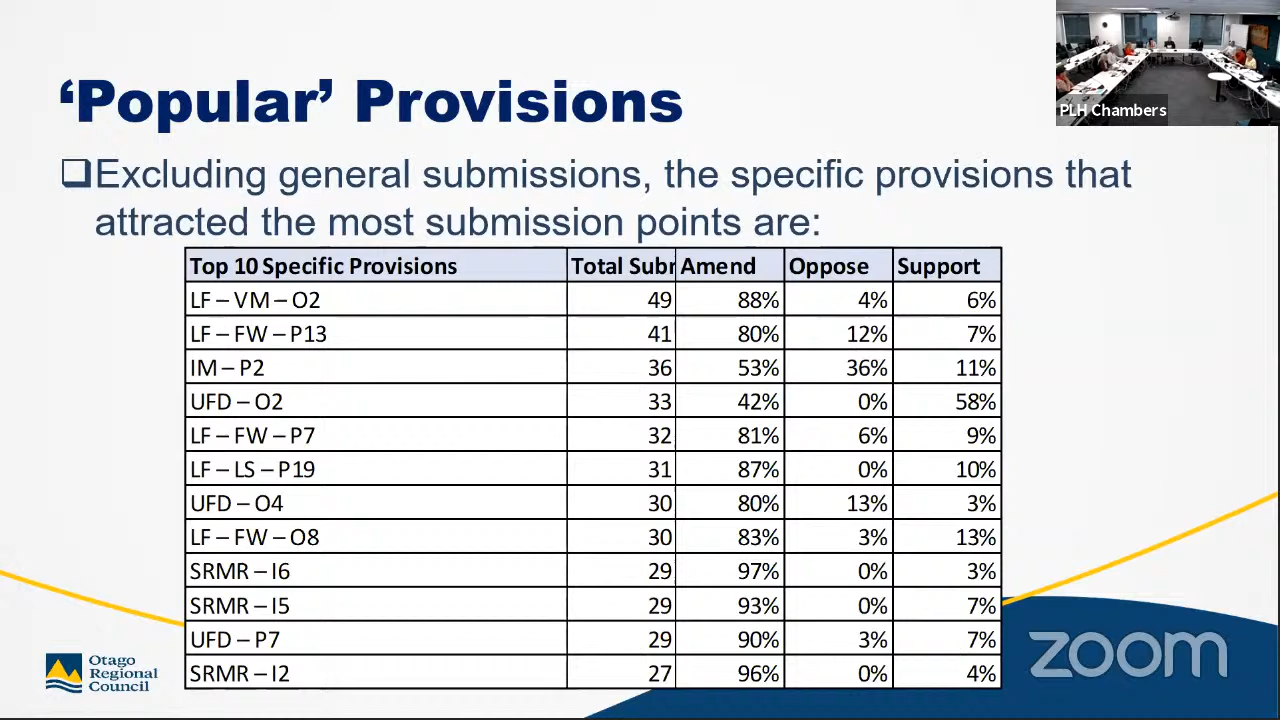 PLH Chambers
‘Popular’ Provisions
Excluding general submissions, the specific provisions that
attracted the most submission points are:
Top 10 Specific Provisions Total Subm Amend Oppose Support
LF – VM – O2 49 88% 4% 6%
LF – FW – P13 41 80% 12% 7%
IM – P2 36 53% 36% 11%
UFD – O2 33 42% 0% 58%
LF – FW – P7 32 81% 6% 9%
LF – LS – P19 31 87% 0% 10%
UFD – O4 30 80% 13% 3%
LF – FW – O8 30 83% 3% 13%
SRMR – I6 29 97% 0% 3%
SRMR – I5 29 93% 0% 7%
UFD – P7 29 90% 3% 7%
SRMR – I2 27 96% 0% 4%
Otago
Regional
Council
zoom